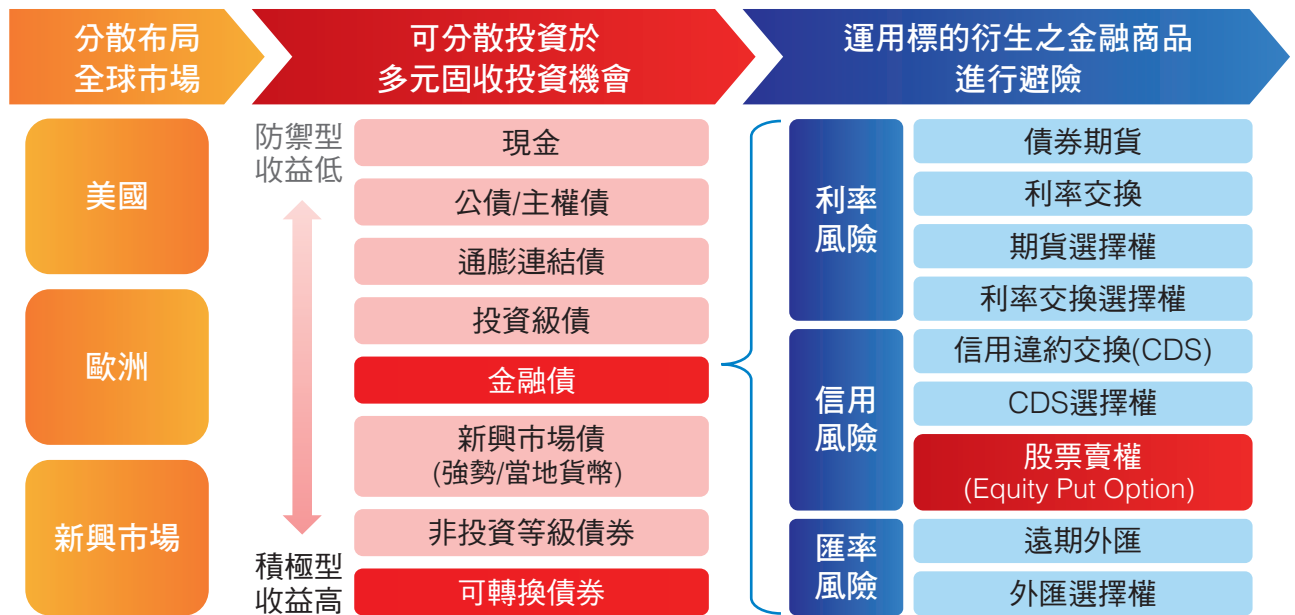 分散布局
全球市場
可分散投資於
多元固收投資機會
運用標的衍生之金融商品
進行避險
美國
歐洲
新興市場
防禦型
收益低
積極型
收益高
現金
公債/主權債
通膨連結債
投資級債
金融債
新興市場債
(強勢/當地貨幣)
非投資等級債券
可轉換債券
利率
風險
債券期貨
利率交換
期貨選擇權
利率交換選擇權
信用
風險
信用違約交換(CDS)
CDS選擇權
股票賣權
(Equity Put Option)
匯率
風險
遠期外匯
外匯選擇權